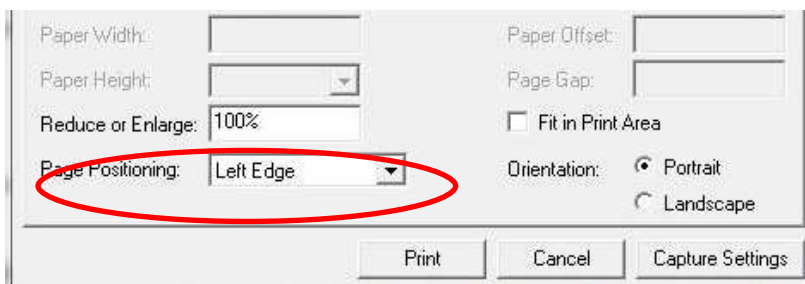 Paper Width: Paper Offset:
Paper Height: Page Gap:
Reduce or Enlarge: 100% Fit in Print Area
Page Positioning: Left Edge Orientation: Portrait
Landscape
Print Cancel Capture Settings